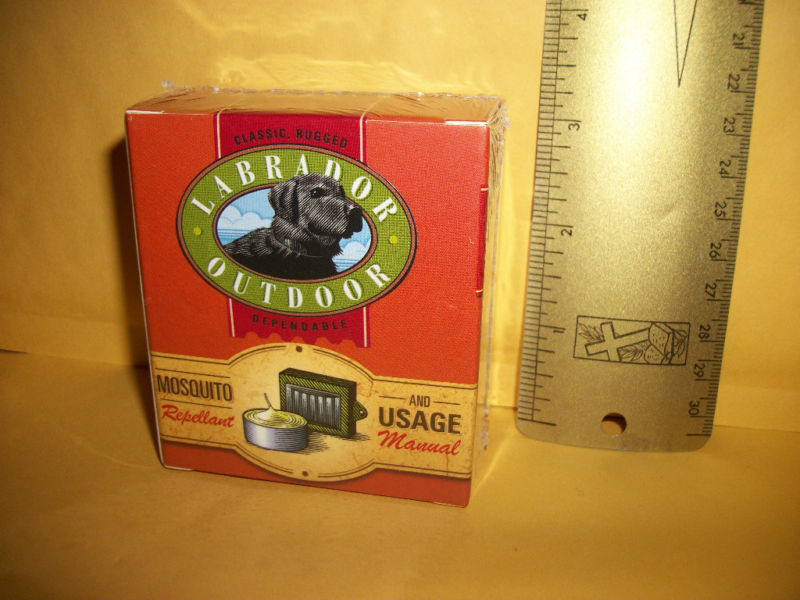 CLASSIC. RUGGED
LABRADOR
OUTDOOR
DEPENDABLE
MOSQUITO
Repellant
AND
USAGE
Manual
4
3
2
1
21
22
23
24
25
26
27
28
29
30